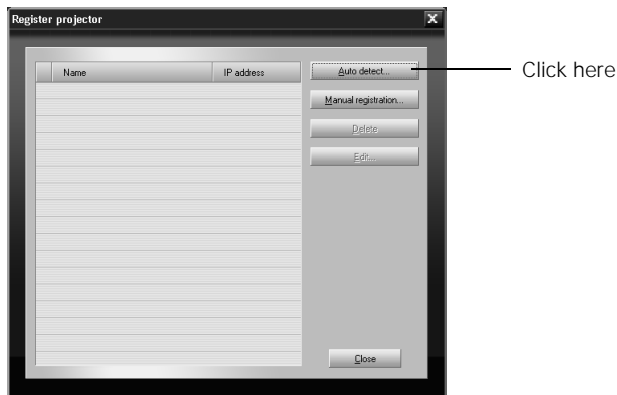 Register projector
Name IP address
Auto detect...
Click here
Manual registration...
Delete
Edit...
Close